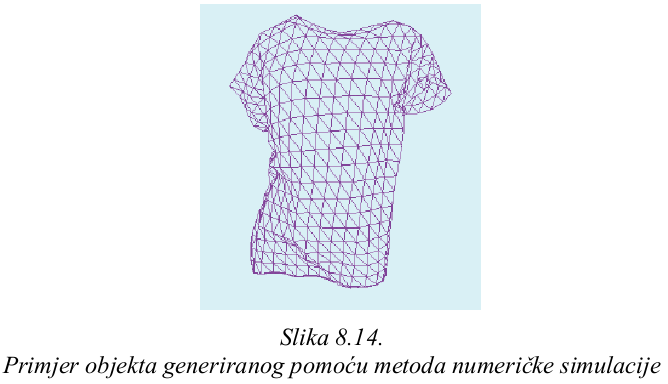 Slika 8.14.
Primjer objekta generiranog pomoću metoda numeričke simulacije